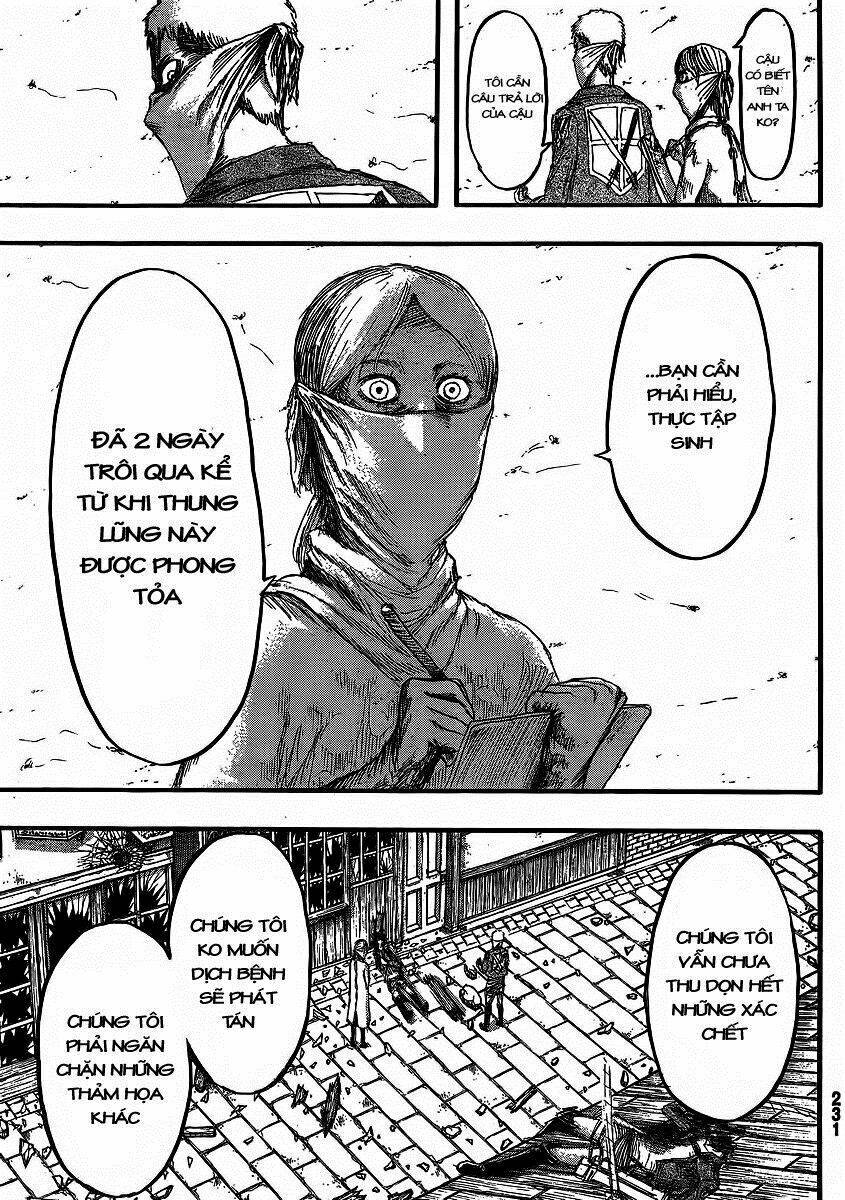 CẬU
CÓ BIẾT
TÊN
ANH TA
KO?
TÔI CẦN
CÂU TRẢ LỜI
CỦA CẬU
...BẠN CẦN
PHẢI HIỂU,
THỰC TẬP
SINH
ĐÃ 2 NGÀY
TRÔI QUA KỂ
TỪ KHI THUNG
LŨNG NÀY
ĐƯỢC PHONG
TỎA
CHÚNG TÔI
VẪN CHƯA
THU DỌN HẾT
NHỮNG XÁC
CHẾT
CHÚNG TÔI
KO MUỐN
DỊCH BỆNH
SẼ PHÁT
TÁN
CHÚNG TÔI
PHẢI NGĂN
CHẶN NHỮNG
THẢM HỌA
KHÁC
231